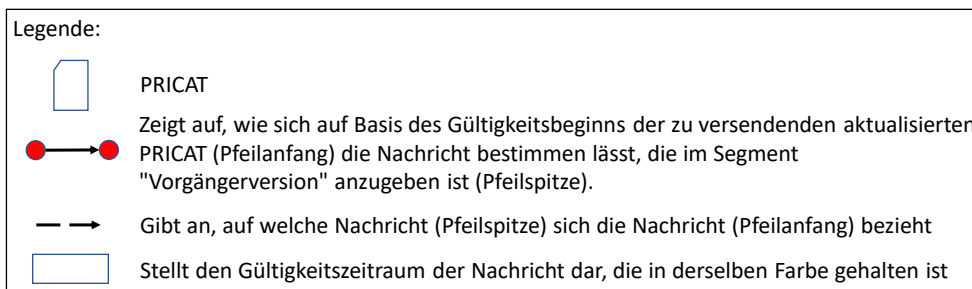 Legende:
PRICAT
Zeigt auf, wie sich auf Basis des Gültigkeitsbeginns der zu versendenden aktualisierten
PRICAT (Pfeilanfang) die Nachricht bestimmen lässt, die im Segment
"Vorgängerversion" anzugeben ist (Pfeilspitze).
Gibt an, auf welche Nachricht (Pfeilspitze) sich die Nachricht (Pfeilanfang) bezieht
Stellt den Gültigkeitszeitraum der Nachricht dar, die in derselben Farbe gehalten ist